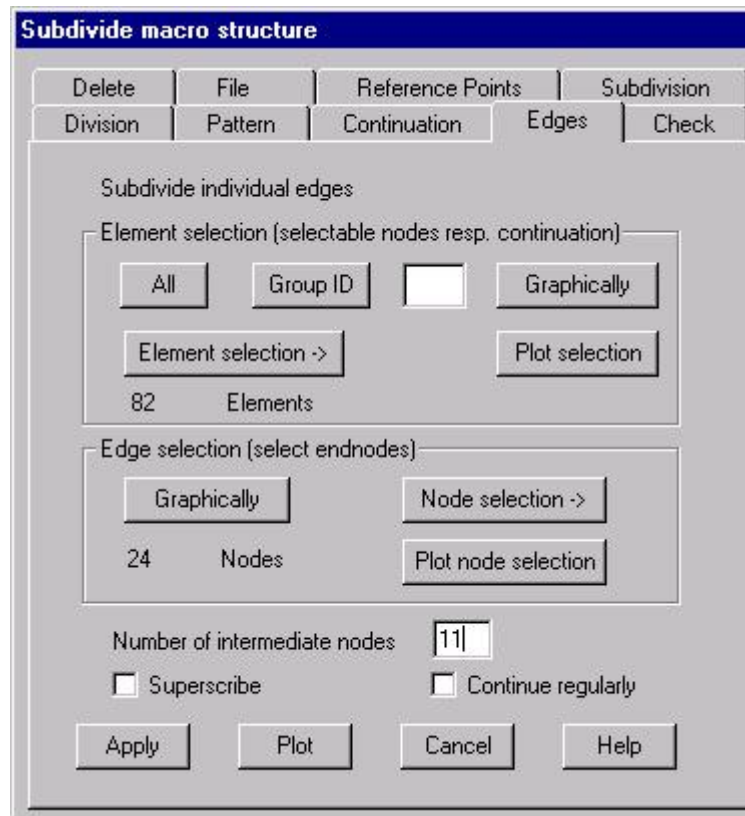 Subdivide macro structure
Delete File Reference Points Subdivision
Division Pattern Continuation Edges Check
Subdivide individual edges
Element selection (selectable nodes resp. continuation)
All Group ID Graphically
Element selection -> Plot selection
82 Elements
Edge selection (select endnodes)
Graphically Node selection ->
24 Nodes Plot node selection
Number of intermediate nodes 11
Superscribe Continue regularly
Apply Plot Cancel Help